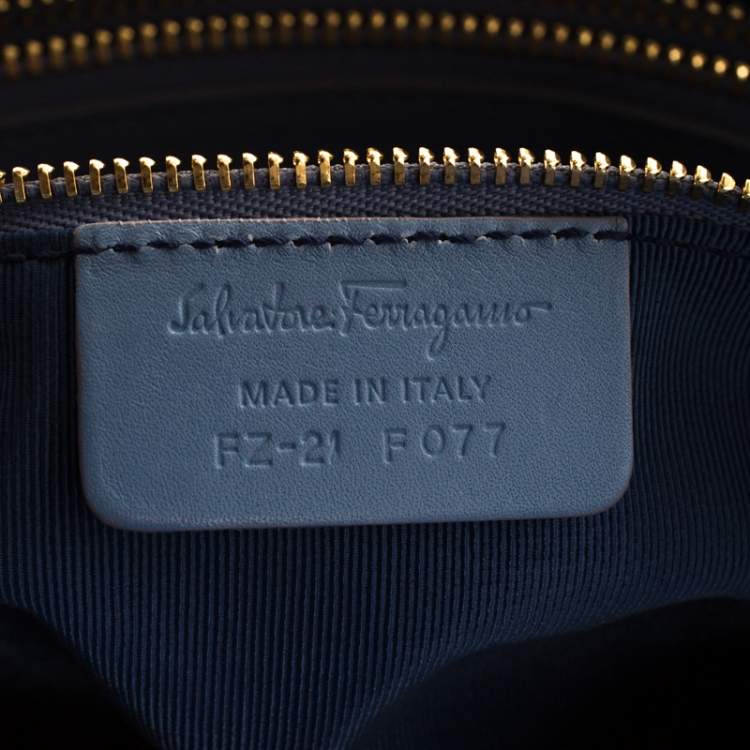 Salvatore Ferragamo
MADE IN ITALY
FZ-21 F077